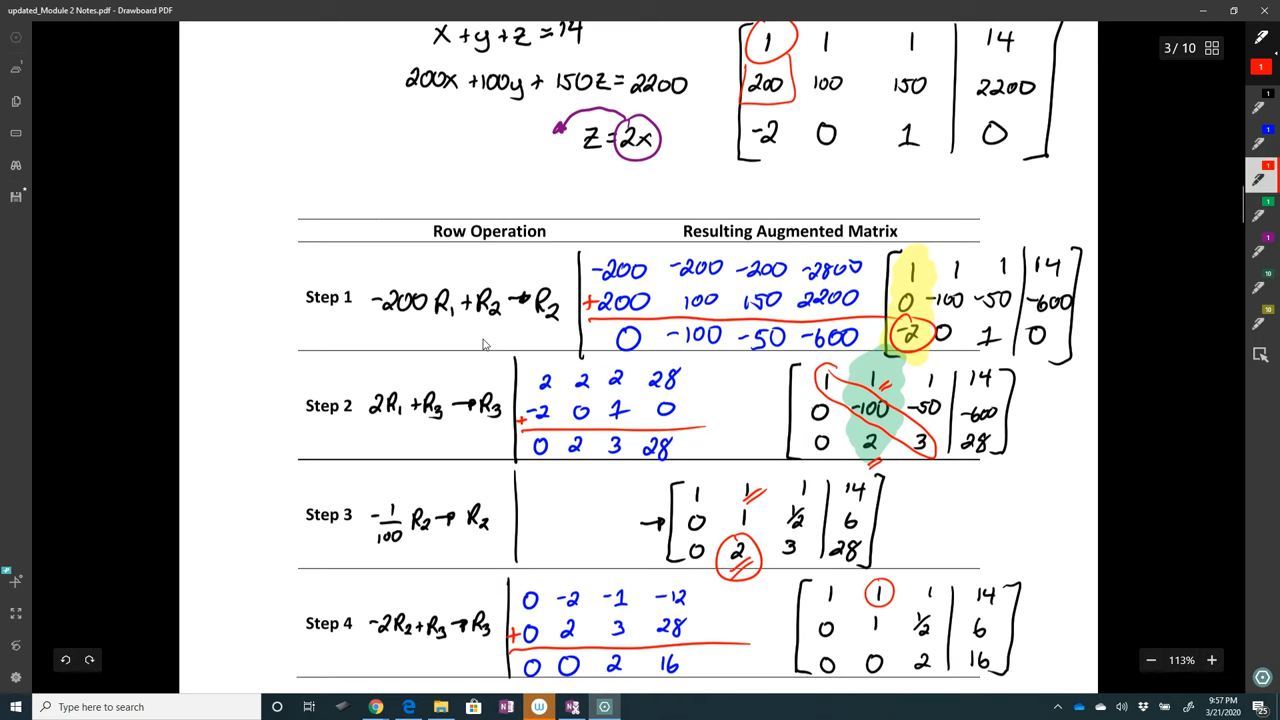 updated_Module 2 Notes.pdf - Drawboard PDF
x + y + z = 14
200x + 100y + 150z = 2200
z = 2x
1 1 1 | 14
200 100 150 | 2200
-2 0 1 | 0
3 / 10
Row Operation Resulting Augmented Matrix
Step 1 -200 R1 + R2 → R2
-200 -200 -200 -2800
+200 100 150 2200
0 -100 -50 -600
1 1 1 | 14
0 -100 -50 | -600
-2 0 1 | 0
Step 2 2R1 + R3 → R3
2 2 2 28
+ -2 0 1 0
0 2 3 28
1 1 1 | 14
0 -100 -50 | -600
0 2 3 | 28
Step 3 -1/100 R2 → R2
→ 1 1 1 | 14
0 1 1/2 | 6
0 2 3 | 28
Step 4 -2R2 + R3 → R3
0 -2 -1 -12
+0 2 3 28
0 0 2 16
1 1 1 | 14
0 1 1/2 | 6
0 0 2 | 16
113%
Type here to search
9:57 PM
3/21/2020